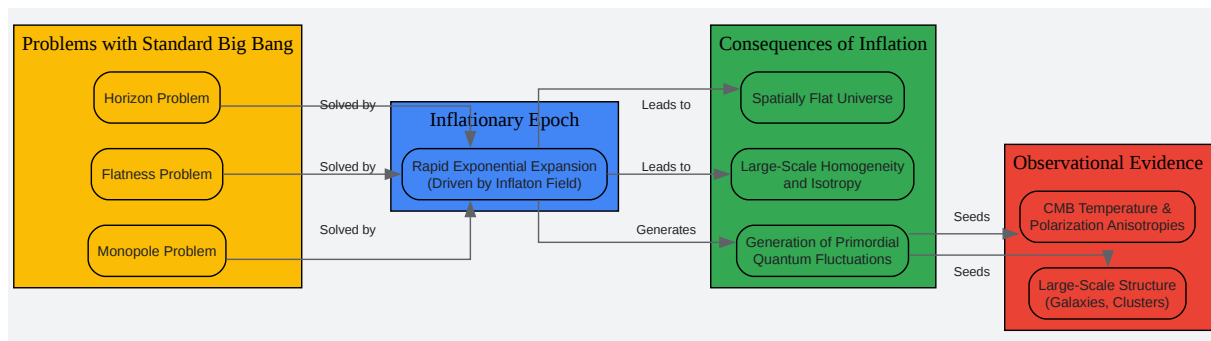 Problems with Standard Big Bang
Horizon Problem
Flatness Problem
Monopole Problem
Solved by
Solved by
Solved by
Inflationary Epoch
Rapid Exponential Expansion
(Driven by Inflaton Field)
Leads to
Leads to
Generates
Consequences of Inflation
Spatially Flat Universe
Large-Scale Homogeneity
and Isotropy
Generation of Primordial
Quantum Fluctuations
Seeds
Seeds
Observational Evidence
CMB Temperature &
Polarization Anisotropies
Large-Scale Structure
(Galaxies, Clusters)